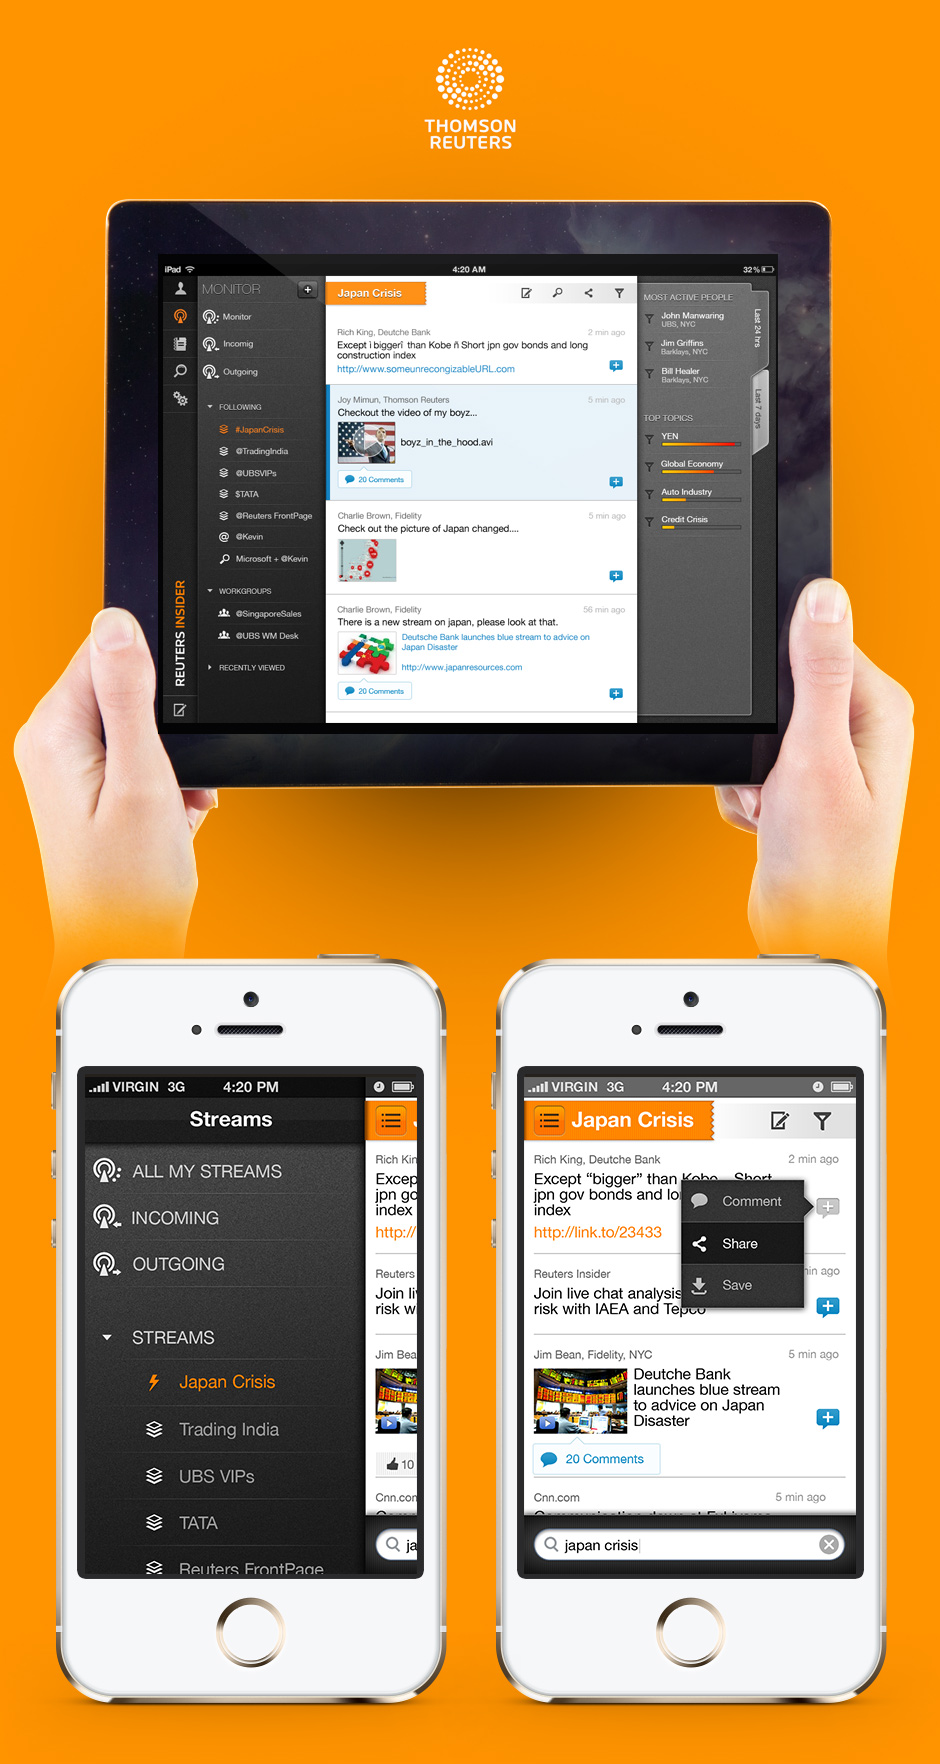 THOMSON
REUTERS
iPad
4:20 AM
32%
MONITOR
Monitor
Incomig
Outgoing
FOLLOWING
#JapanCrisis
@TradingIndia
@UBSVIPs
$TATA
@Reuters FrontPage
@Kevin
Microsoft + @Kevin
WORKGROUPS
@SingaporeSales
@UBS WM Desk
RECENTLY VIEWED
REUTERS INSIDER
Japan Crisis
Rich King, Deutche Bank
2 min ago
Except ì biggerî than Kobe ñ Short jpn gov bonds and long
construction index
http://www.someunrecongizableURL.com
Joy Mimun, Thomson Reuters
5 min ago
Checkout the video of my boyz...
boyz_in_the_hood.avi
20 Comments
Charlie Brown, Fidelity
5 min ago
Check out the picture of Japan changed....
Charlie Brown, Fidelity
56 min ago
There is a new stream on japan, please look at that.
Deutsche Bank launches blue stream to advice on
Japan Disaster
http://www.japanresources.com
20 Comments
MOST ACTIVE PEOPLE
John Manwaring
UBS, NYC
Jim Griffins
Barklays, NYC
Bill Healer
Barklays, NYC
TOP TOPICS
YEN
Global Economy
Auto Industry
Credit Crisis
Last 24 hrs
Last 7 days
VIRGIN 3G
4:20 PM
Streams
ALL MY STREAMS
INCOMING
OUTGOING
STREAMS
Japan Crisis
Trading India
UBS VIPs
TATA
Reuters FrontPage
Rich Kin
Excep
jpn go
index
http://
Reuters
Join liv
risk w
Jim Bea
10
Cnn.com
ja
VIRGIN 3G
4:20 PM
Japan Crisis
Rich King, Deutche Bank
2 min ago
Except “bigger” than Kobe Short
jpn gov bonds and lo
index
http://link.to/23433
Comment
Share
Save
Reuters Insider
min ago
Join live chat analysis
risk with IAEA and Tepco
Jim Bean, Fidelity, NYC
5 min ago
Deutche Bank
launches blue stream
to advice on Japan
Disaster
20 Comments
Cnn.com
5 min ago
japan crisis